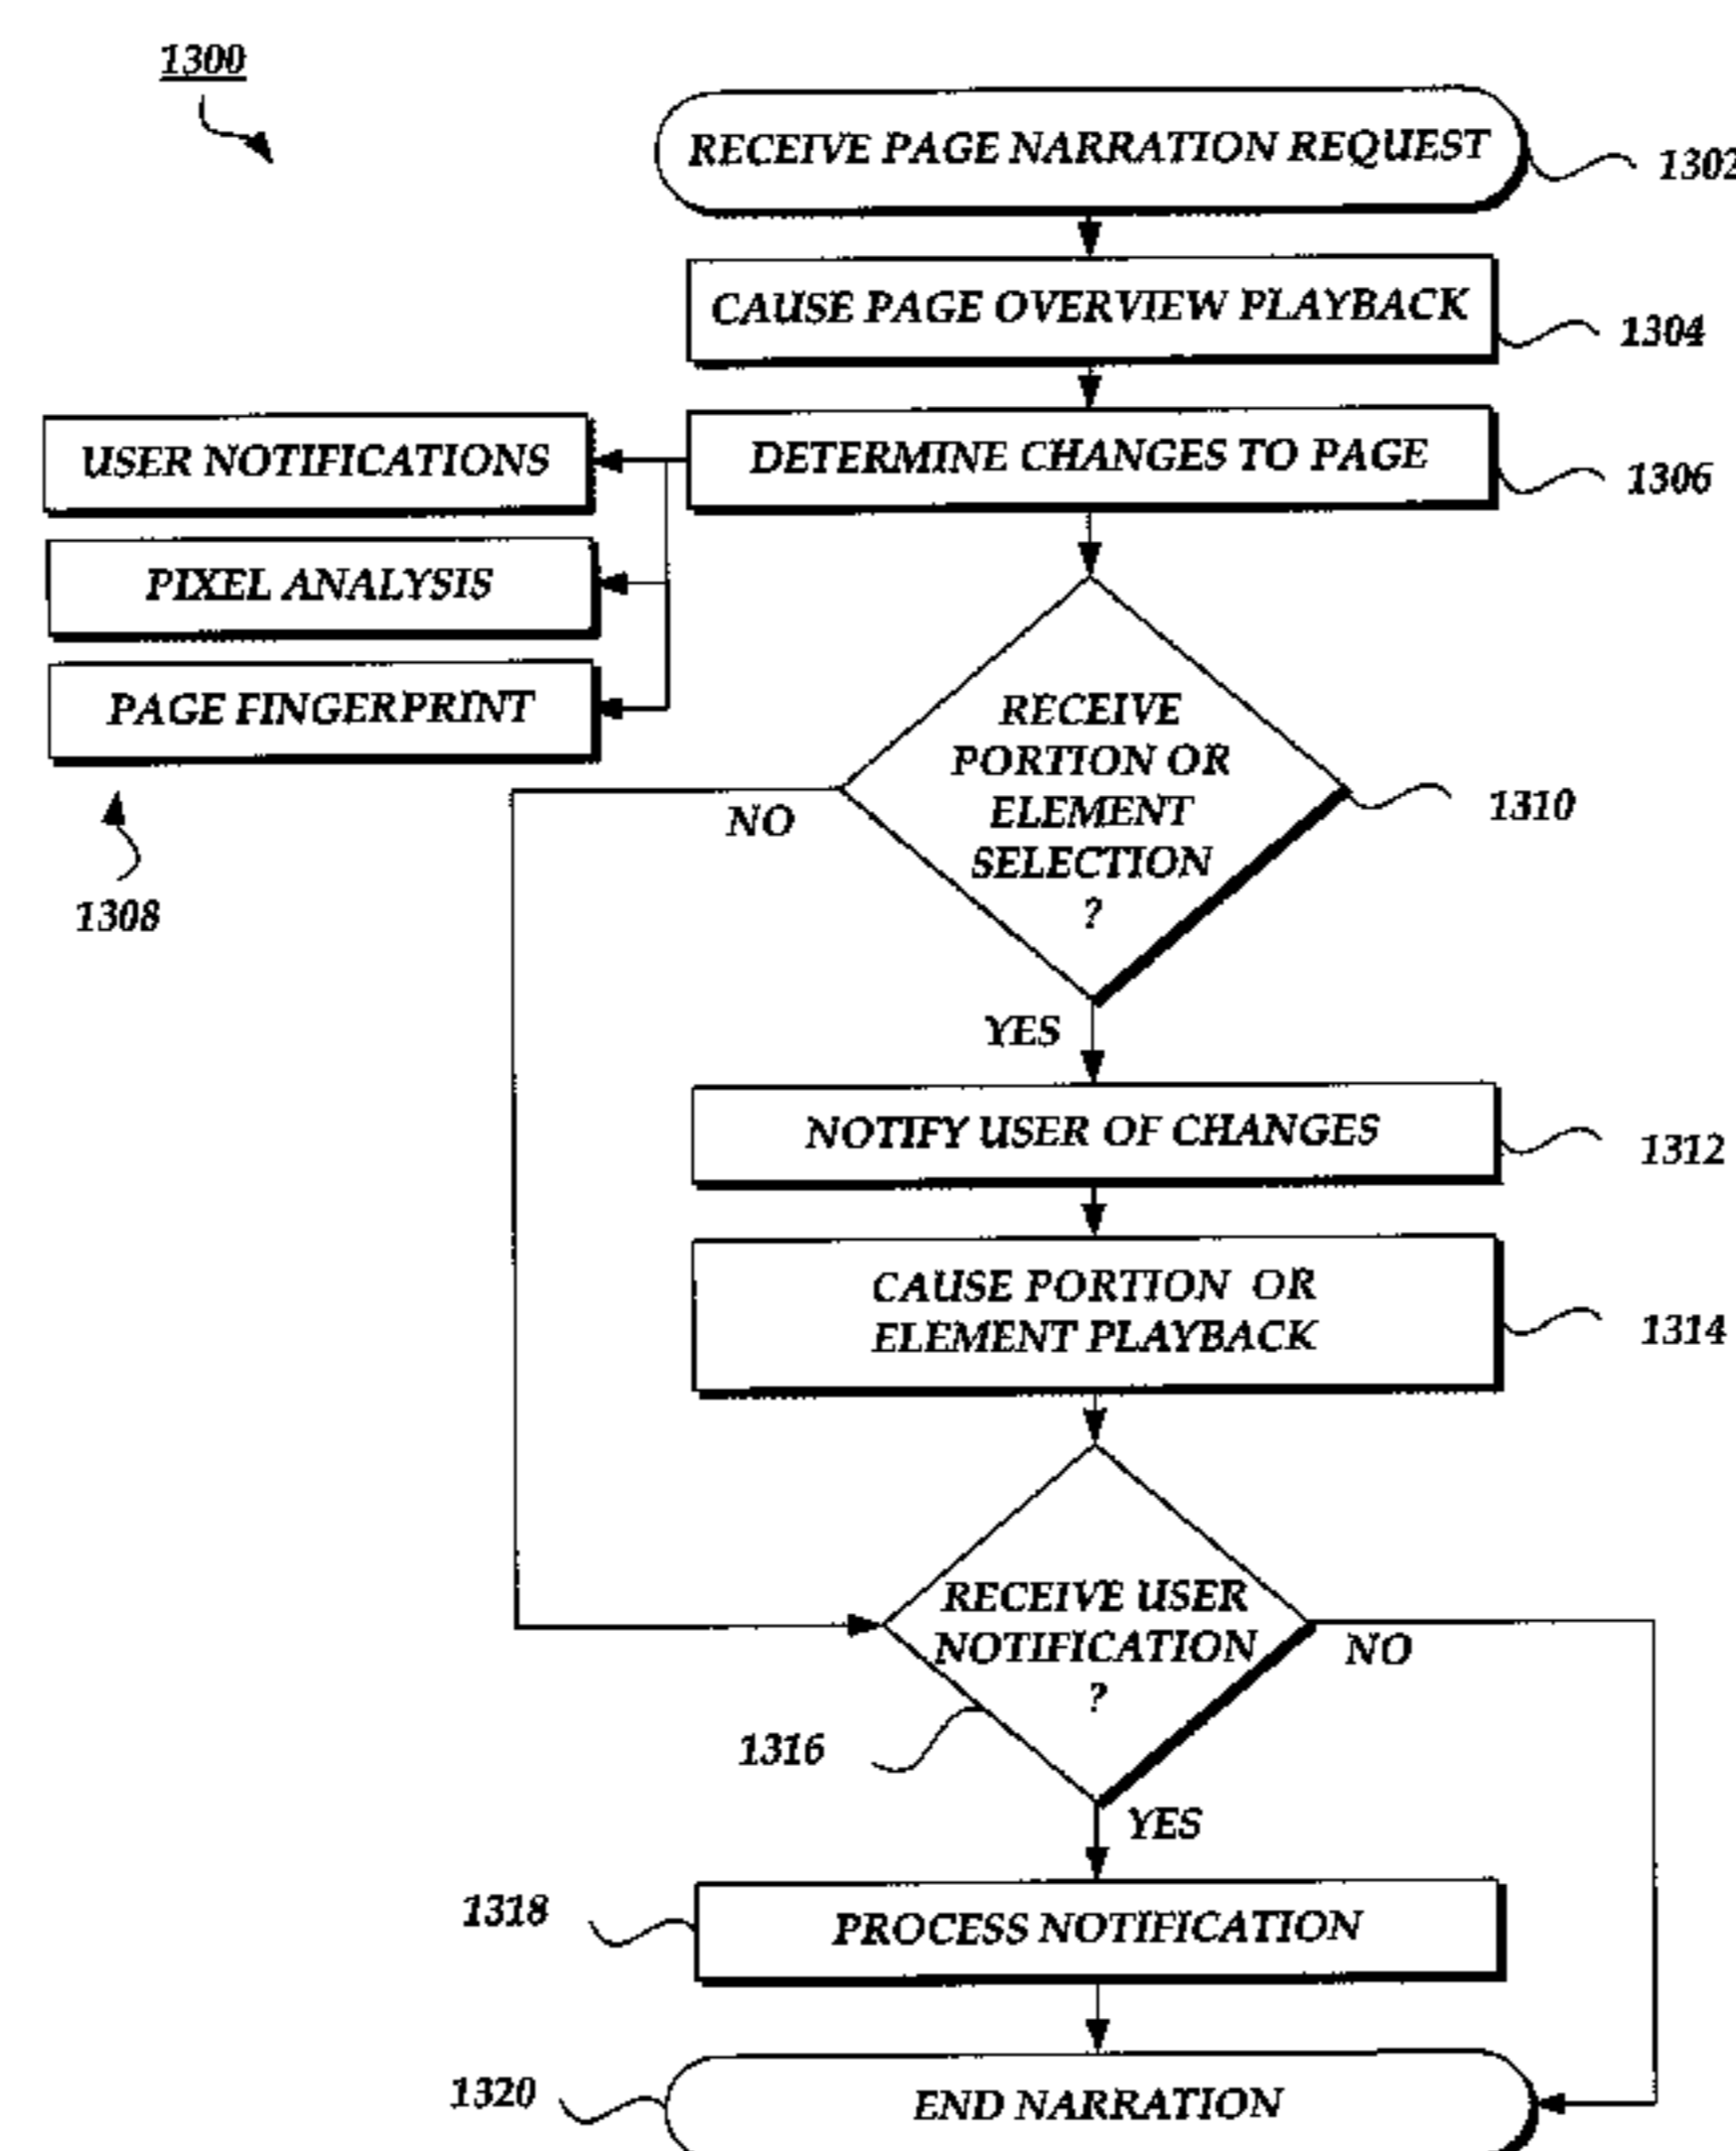 1300
RECEIVE PAGE NARRATION REQUEST
1302
CAUSE PAGE OVERVIEW PLAYBACK
1304
DETERMINE CHANGES TO PAGE
1306
USER NOTIFICATIONS
PIXEL ANALYSIS
PAGE FINGERPRINT
1308
RECEIVE
PORTION OR
ELEMENT
SELECTION
?
1310
NO
YES
NOTIFY USER OF CHANGES
1312
CAUSE PORTION OR
ELEMENT PLAYBACK
1314
RECEIVE USER
NOTIFICATION
?
NO
1316
YES
1318
PROCESS NOTIFICATION
1320
END NARRATION